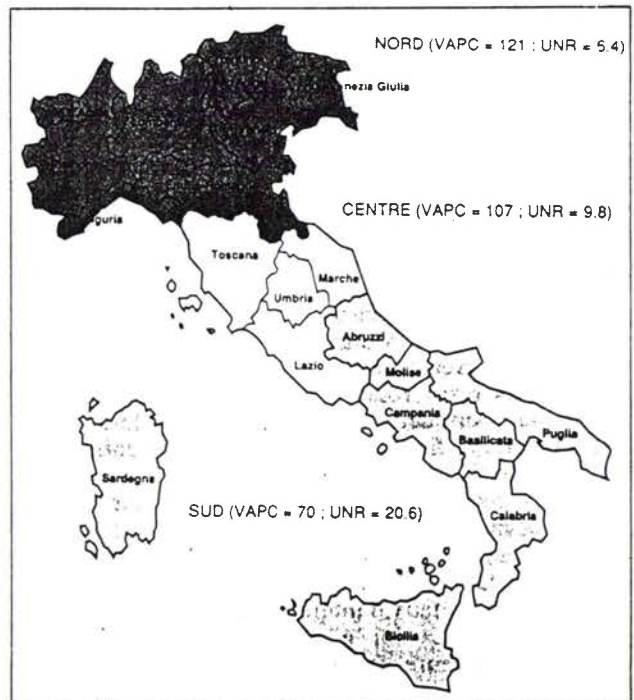 NORD (VAPC = 121 ; UNR = 5.4)
nezia Giulia
CENTRE (VAPC = 107 ; UNR = 9.8)
guria
Toscana
Marche
Umbria
Abruzzi
Lazio
Molise
Campania
Puglia
Basilicata
Sardegna
SUD (VAPC = 70 ; UNR = 20.6)
Calabria
Sicilia